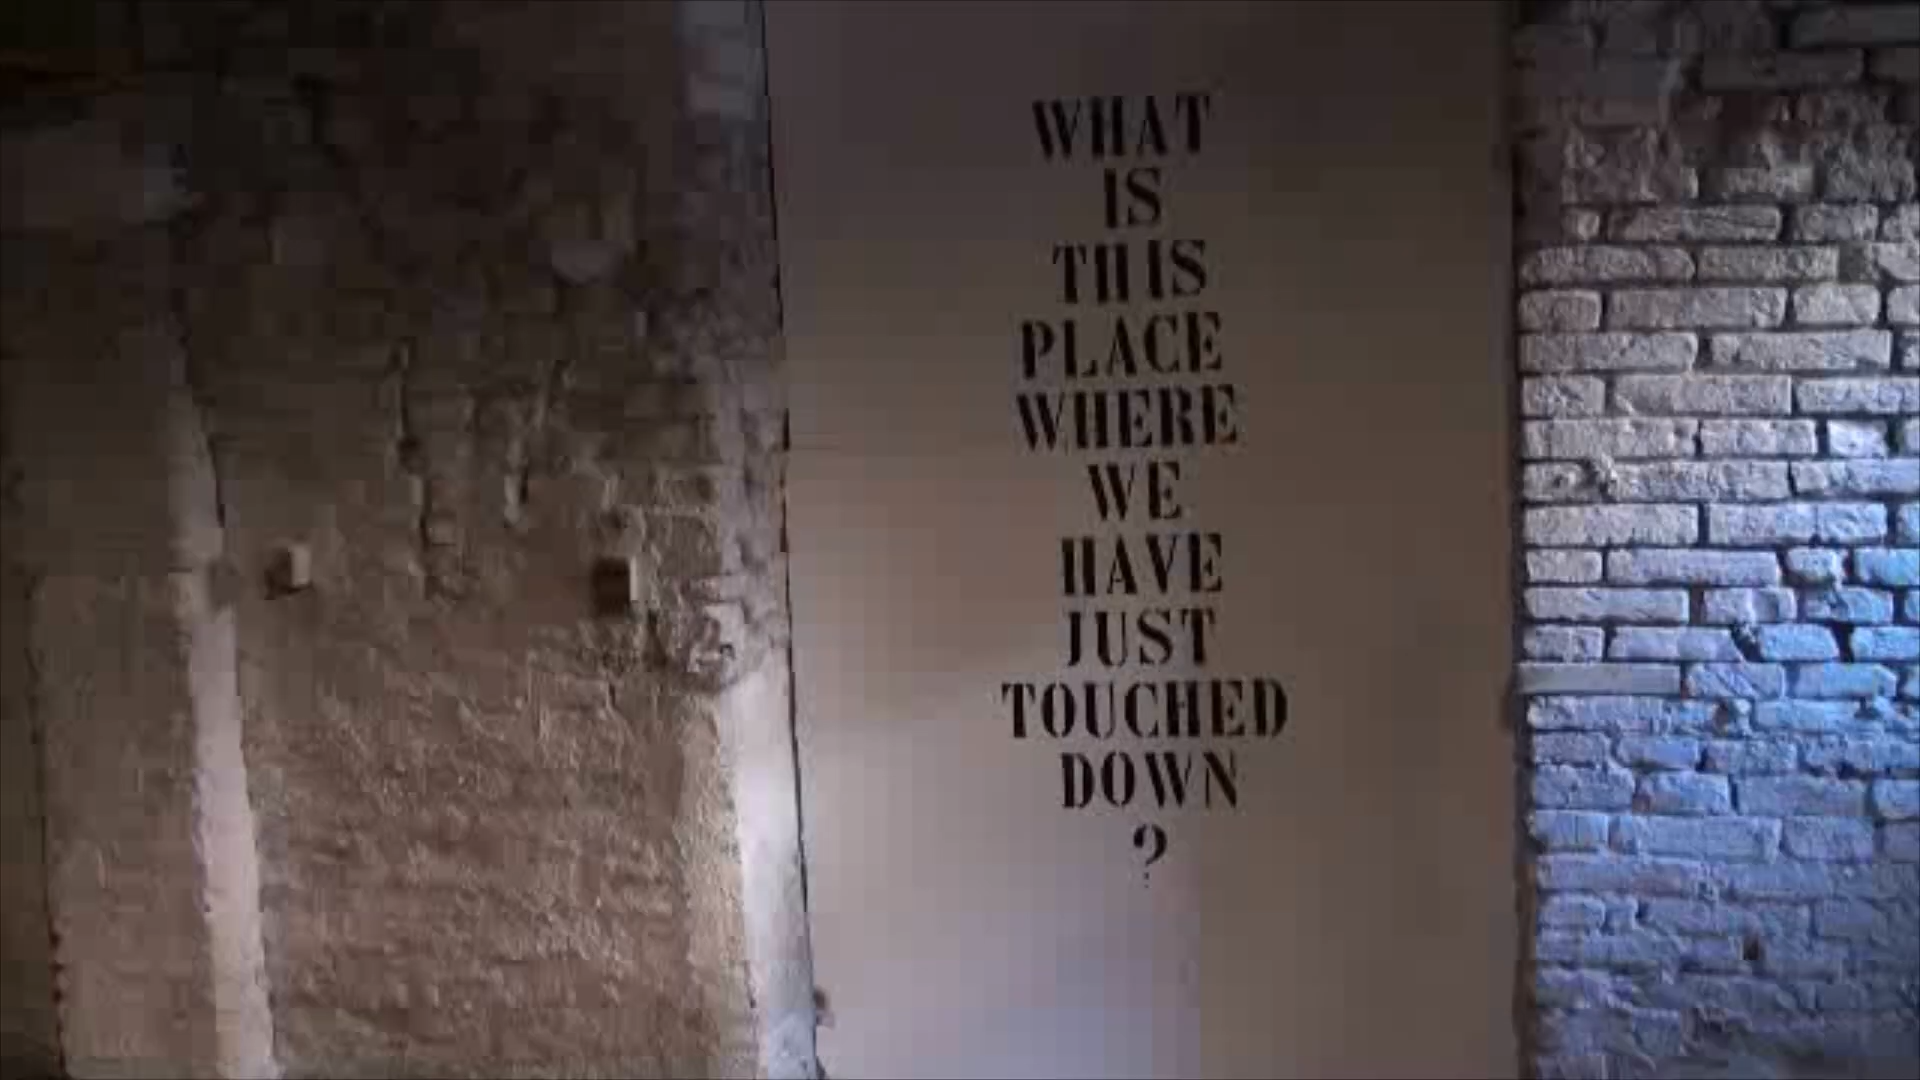 WHAT
IS
THIS
PLACE
WHERE
WE
HAVE
JUST
TOUCHED
DOWN
?